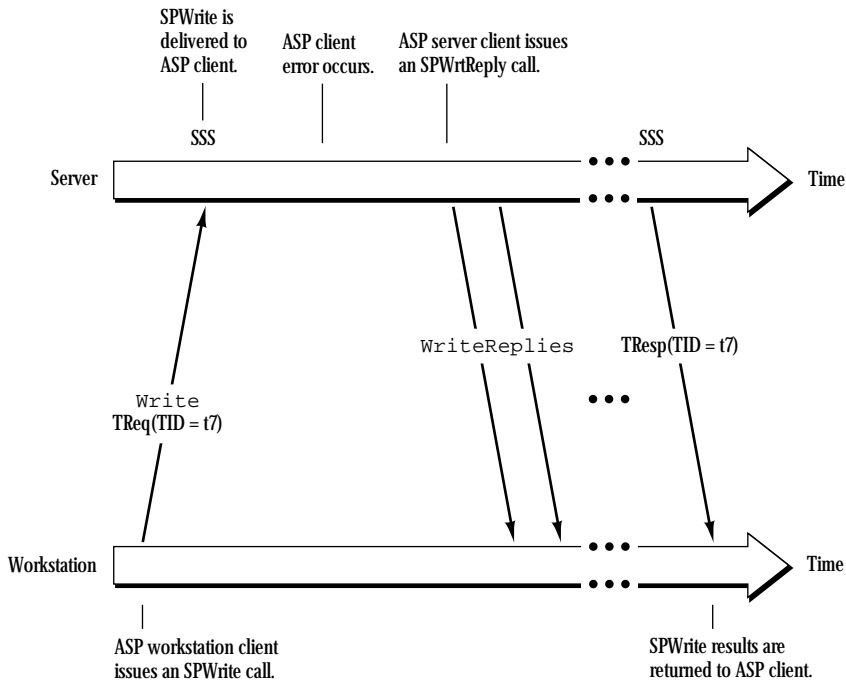 SPWrite is
delivered to
ASP client.
ASP client
error occurs.
ASP server client issues
an SPWrtReply call.
SSS
SSS
Server
Time
WriteReplies
TResp(TID = t7)
Write
TReq(TID = t7)
Workstation
Time
ASP workstation client
issues an SPWrite call.
SPWrite results are
returned to ASP client.